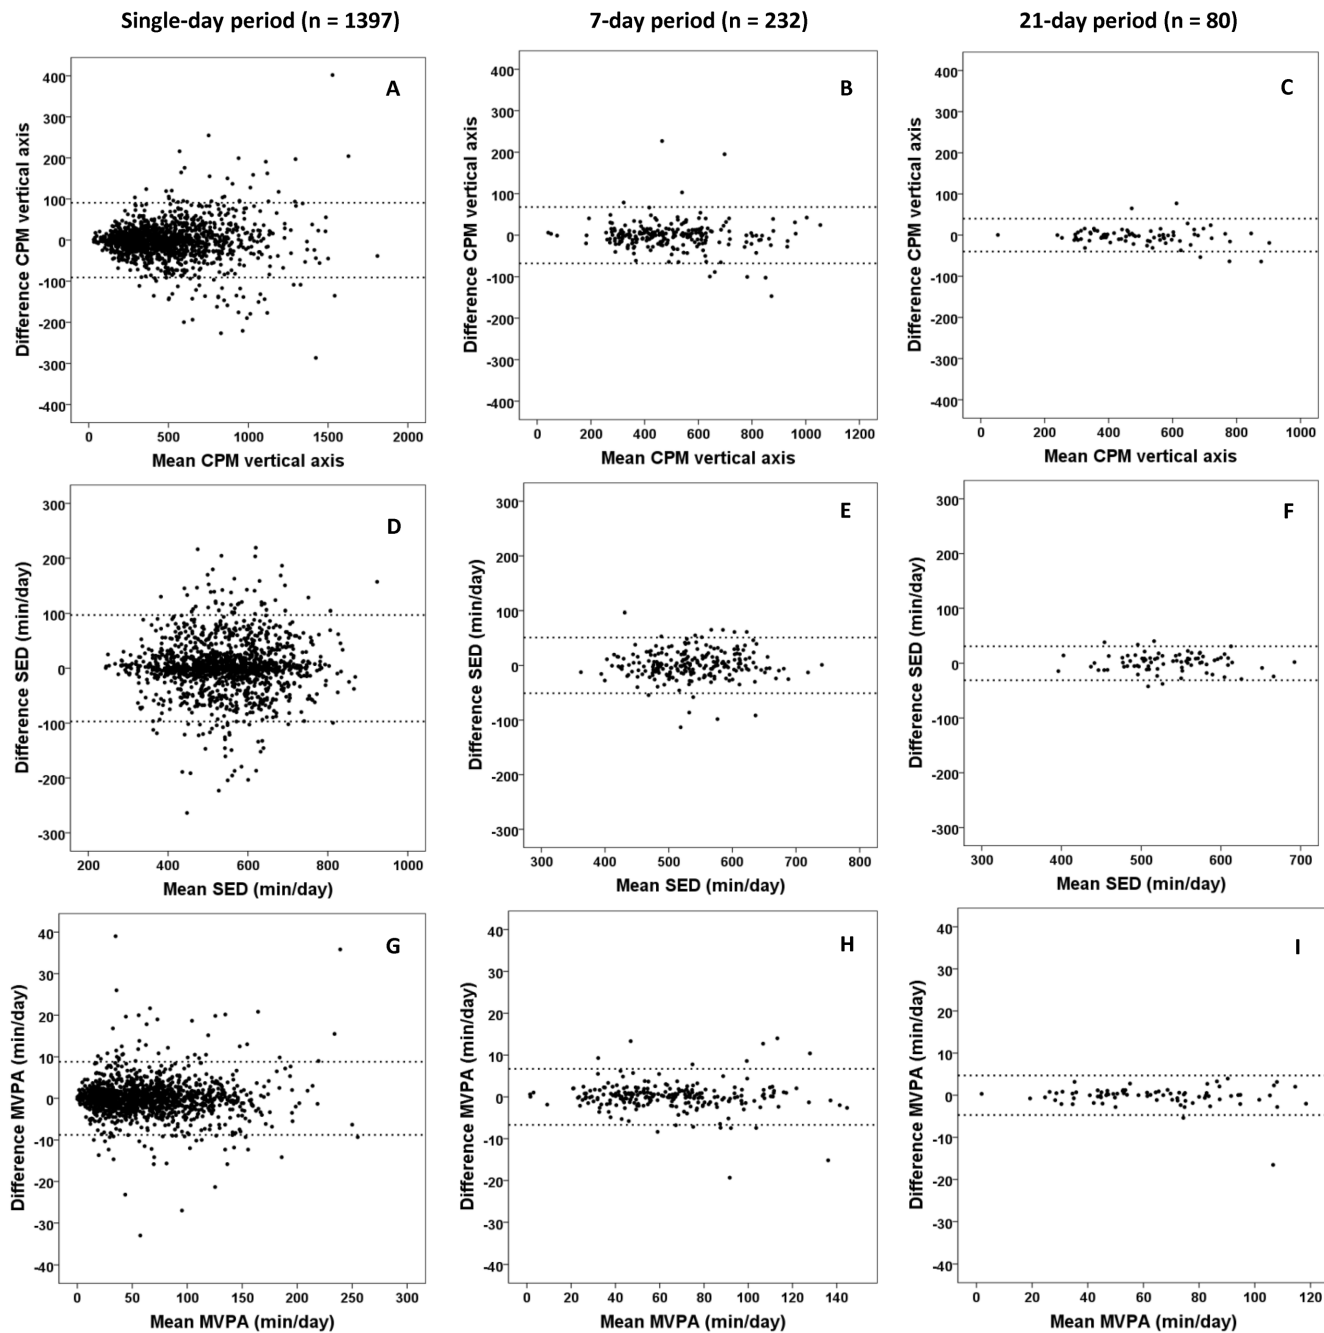 Single-day period (n = 1397)
7-day period (n = 232)
21-day period (n = 80)
A
Difference CPM vertical axis
400
300
200
100
0
-100
-200
-300
-400
0 500 1000 1500 2000
Mean CPM vertical axis
B
Difference CPM vertical axis
400
300
200
100
0
-100
-200
-300
-400
0 200 400 600 800 1000 1200
Mean CPM vertical axis
C
Difference CPM vertical axis
400
300
200
100
0
-100
-200
-300
-400
0 200 400 600 800 1000
Mean CPM vertical axis
D
Difference SED (min/day)
300
200
100
0
-100
-200
-300
200 400 600 800 1000
Mean SED (min/day)
E
Difference SED (min/day)
300
200
100
0
-100
-200
-300
300 400 500 600 700 800
Mean SED (min/day)
F
Difference SED (min/day)
300
200
100
0
-100
-200
-300
300 400 500 600 700
Mean SED (min/day)
G
Difference MVPA (min/day)
40
30
20
10
0
-10
-20
-30
-40
0 50 100 150 200 250 300
Mean MVPA (min/day)
H
Difference MVPA (min/day)
40
30
20
10
0
-10
-20
-30
-40
0 20 40 60 80 100 120 140
Mean MVPA (min/day)
I
Difference MVPA (min/day)
40
30
20
10
0
-10
-20
-30
-40
0 20 40 60 80 100 120
Mean MVPA (min/day)